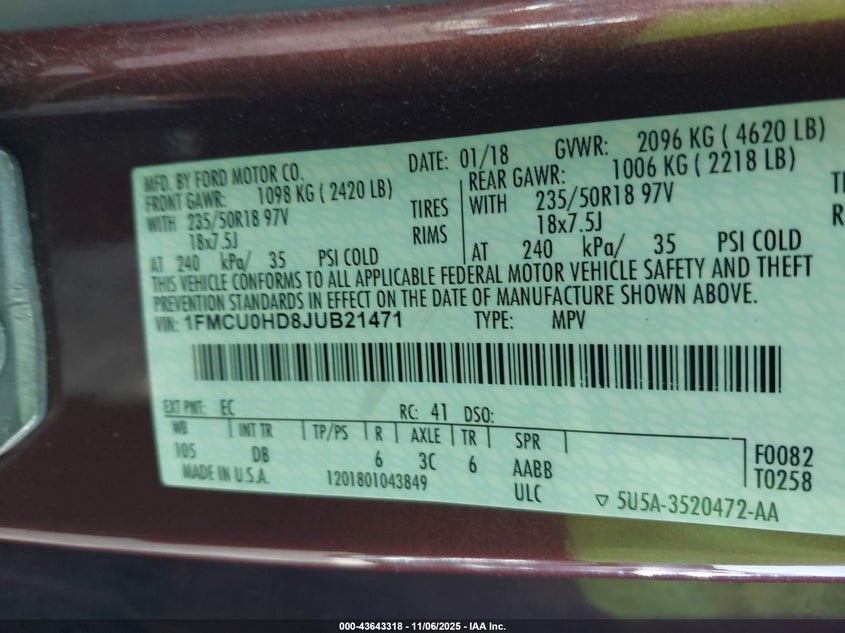 MFD. BY FORD MOTOR CO. DATE: 01/18 GVWR: 2096 KG ( 4620 LB)
FRONT GAWR: 1098 KG ( 2420 LB) REAR GAWR: 1006 KG ( 2218 LB)
WITH 235/50R18 97V TIRES WITH 235/50R18 97V
18x7.5J RIMS 18x7.5J
AT 240 kPa/ 35 PSI COLD AT 240 kPa/ 35 PSI COLD
THIS VEHICLE CONFORMS TO ALL APPLICABLE FEDERAL MOTOR VEHICLE SAFETY AND THEFT
PREVENTION STANDARDS IN EFFECT ON THE DATE OF MANUFACTURE SHOWN ABOVE.
VIN: 1FMCU0HD8JUB21471 TYPE: MPV
EXT PNT: EC RC: 41 DSO:
WB INT TR TP/PS R AXLE TR SPR
105 DB 6 3C 6 AABB F0082
MADE IN U.S.A. 1201801043849 ULC T0258
▽ 5U5A-3520472-AA
000-43643318 - 11/06/2025 - IAA Inc.